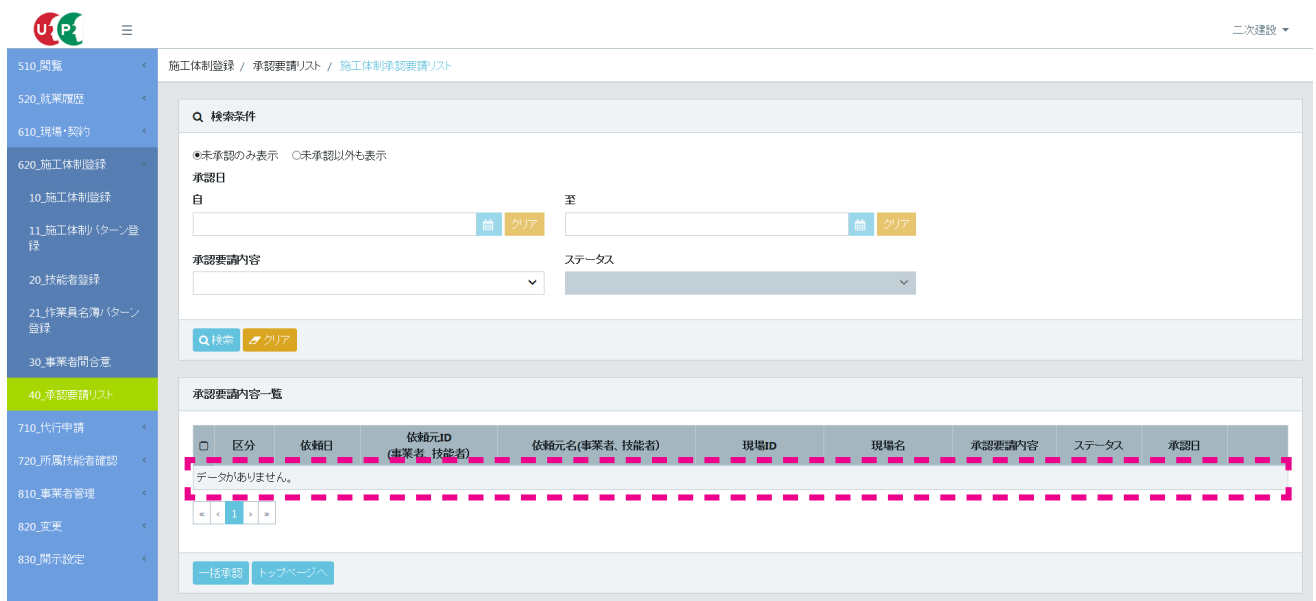 UP
二次建設
510_閲覧
520_就業履歴
610_現場・契約
620_施工体制登録
10_施工体制登録
11_施工体制パターン登
録
20_技能者登録
21_作業員名簿パターン
登録
30_事業者間合意
40_承認要請リスト
710_代行申請
720_所属技能者確認
810_事業者管理
820_変更
830_開示設定
施工体制登録 / 承認要請リスト / 施工体制承認要請リスト
検索条件
未承認のみ表示 未承認以外も表示
承認日
自 至
クリア クリア
承認要請内容 ステータス
検索 クリア
承認要請内容一覧
区分 依頼日 依頼元ID
(事業者、技能者) 依頼元名(事業者、技能者) 現場ID 現場名 承認要請内容 ステータス 承認日
データがありません。
« ‹ 1 › »
一括承認 トップページへ